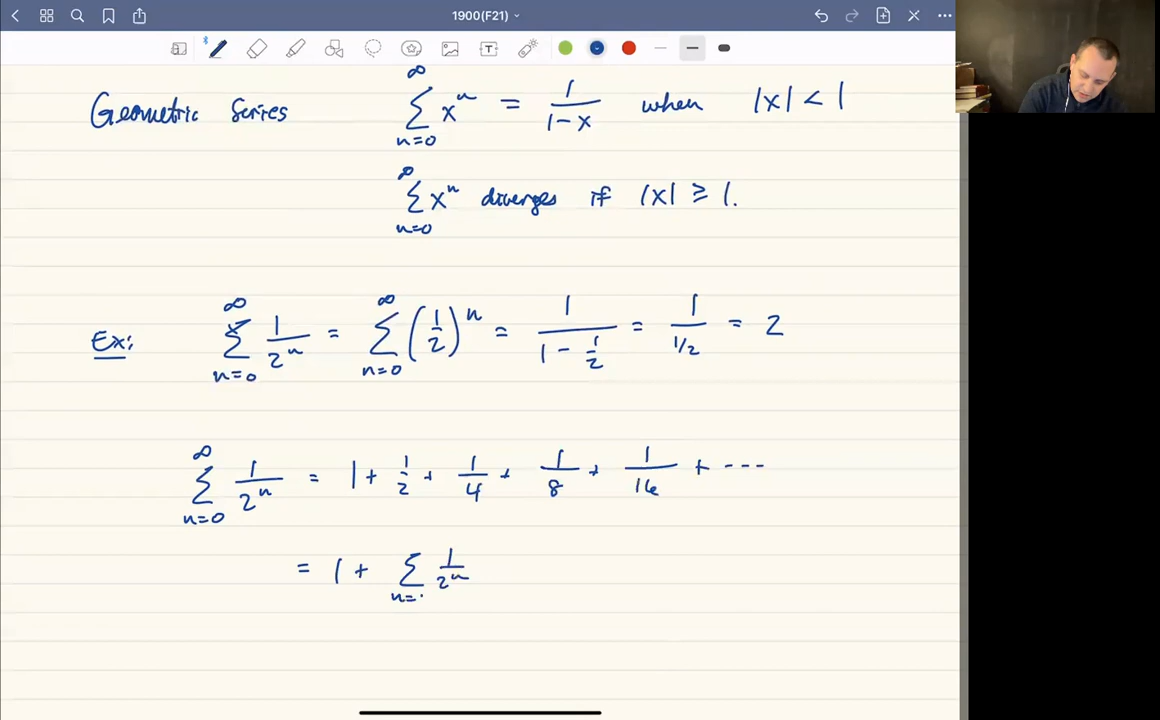 1900(F21)
Geometric Series ∑_{n=0}^{∞} x^n = 1/(1-x) when |x| < 1
∑_{n=0}^{∞} x^n diverges if |x| ≥ 1.
Ex: ∑_{n=0}^{∞} 1/2^n = ∑_{n=0}^{∞} (1/2)^n = 1/(1 - 1/2) = 1/(1/2) = 2
∑_{n=0}^{∞} 1/2^n = 1 + 1/2 + 1/4 + 1/8 + 1/16 + ---
= 1 + ∑_{n=} 1/2^n